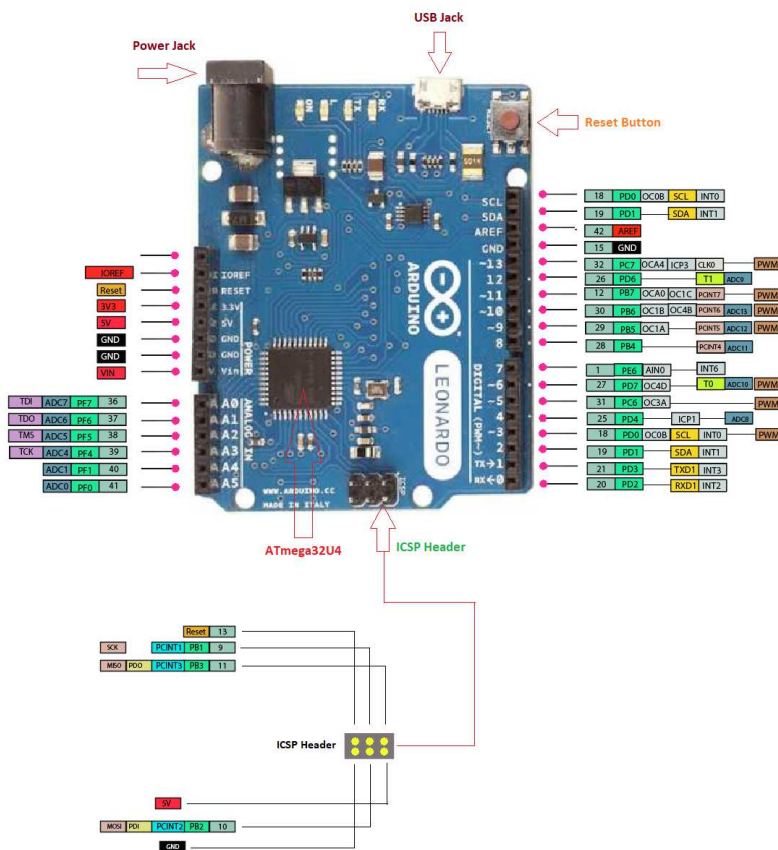 USB Jack
Power Jack
Reset Button
ON L TX RX
RESET
SCL
SDA
AREF
GND
~13
12
~11
~10
~9
8
7
~6
~5
4
~3
2
TX→1
RX←0
DIGITAL (PWM~)
ARDUINO
LEONARDO
IOREF
RESET
3.3V
5V
GND
GND
Vin
POWER
A0
A1
A2
A3
A4
A5
ANALOG IN
ICSP
WWW.ARDUINO.CC
MADE IN ITALY
18 PD0 OC0B SCL INT0
19 PD1 SDA INT1
42 AREF
15 GND
32 PC7 OCA4 ICP3 CLK0 PWM
26 PD6 T1 ADC9
12 PB7 OCA0 OC1C PCINT7 PWM
30 PB6 OC1B OC4B PCINT6 ADC13 PWM
29 PB5 OC1A PCINT5 ADC12 PWM
28 PB4 PCINT4 ADC11
1 PE6 AIN0 INT6
27 PD7 OC4D T0 ADC10 PWM
31 PC6 OC3A PWM
25 PD4 ICP1 ADC8
18 PD0 OC0B SCL INT0 PWM
19 PD1 SDA INT1
21 PD3 TXD1 INT3
20 PD2 RXD1 INT2
IOREF
Reset
3V3
5V
GND
GND
VIN
TDI ADC7 PF7 36
TDO ADC6 PF6 37
TMS ADC5 PF5 38
TCK ADC4 PF4 39
ADC1 PF1 40
ADC0 PF0 41
ATmega32U4
ICSP Header
Reset 13
SCK PCINT1 PB1 9
MISO PDO PCINT3 PB3 11
ICSP Header
5V
MOSI PDI PCINT2 PB2 10
GND